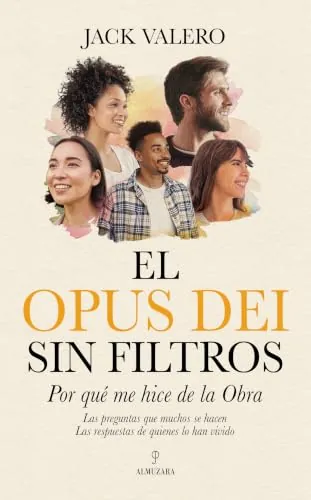 JACK VALERO
EL
OPUS DEI
SIN FILTROS
Por qué me hice de la Obra
Las preguntas que muchos se hacen
Las respuestas de quienes lo han vivido
ALMUZARA